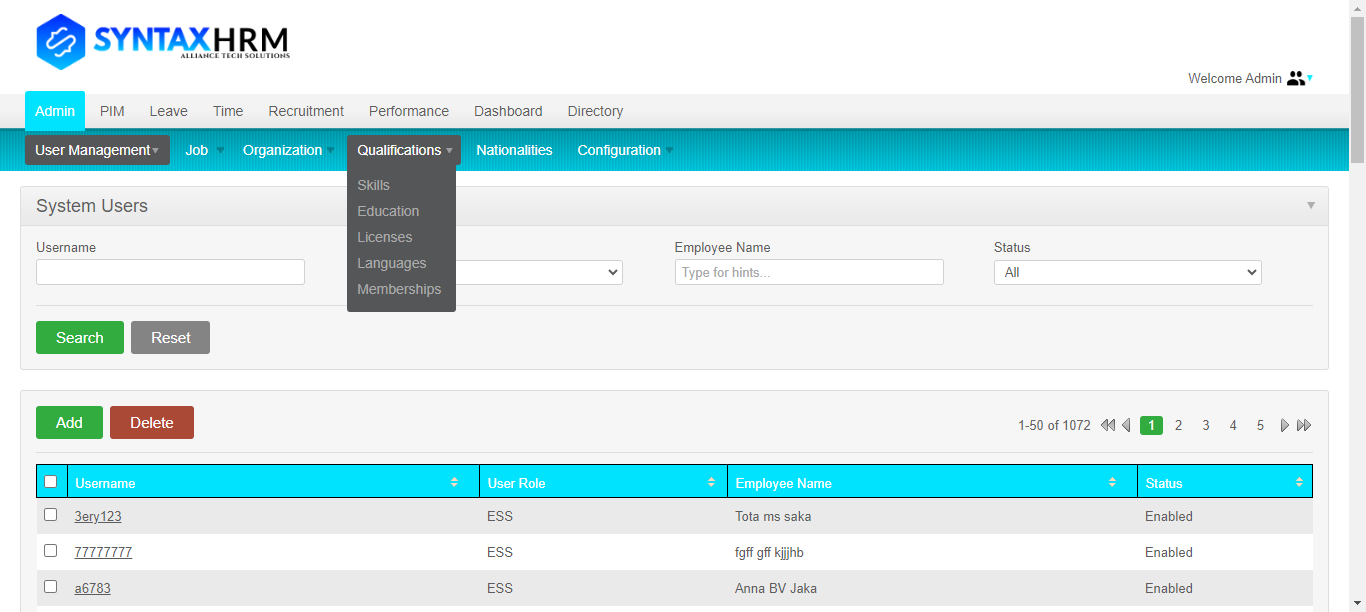 SYNTAXHRM
ALLIANCE TECH SOLUTIONS
Welcome Admin
Admin PIM Leave Time Recruitment Performance Dashboard Directory
User Management Job Organization Qualifications Nationalities Configuration
Skills
Education
Licenses
Languages
Memberships
System Users
Username Employee Name Status
Type for hints... All
Search Reset
Add Delete 1-50 of 1072 1 2 3 4 5
Username User Role Employee Name Status
3ery123 ESS Tota ms saka Enabled
77777777 ESS fgff gff kjjjhb Enabled
a6783 ESS Anna BV Jaka Enabled